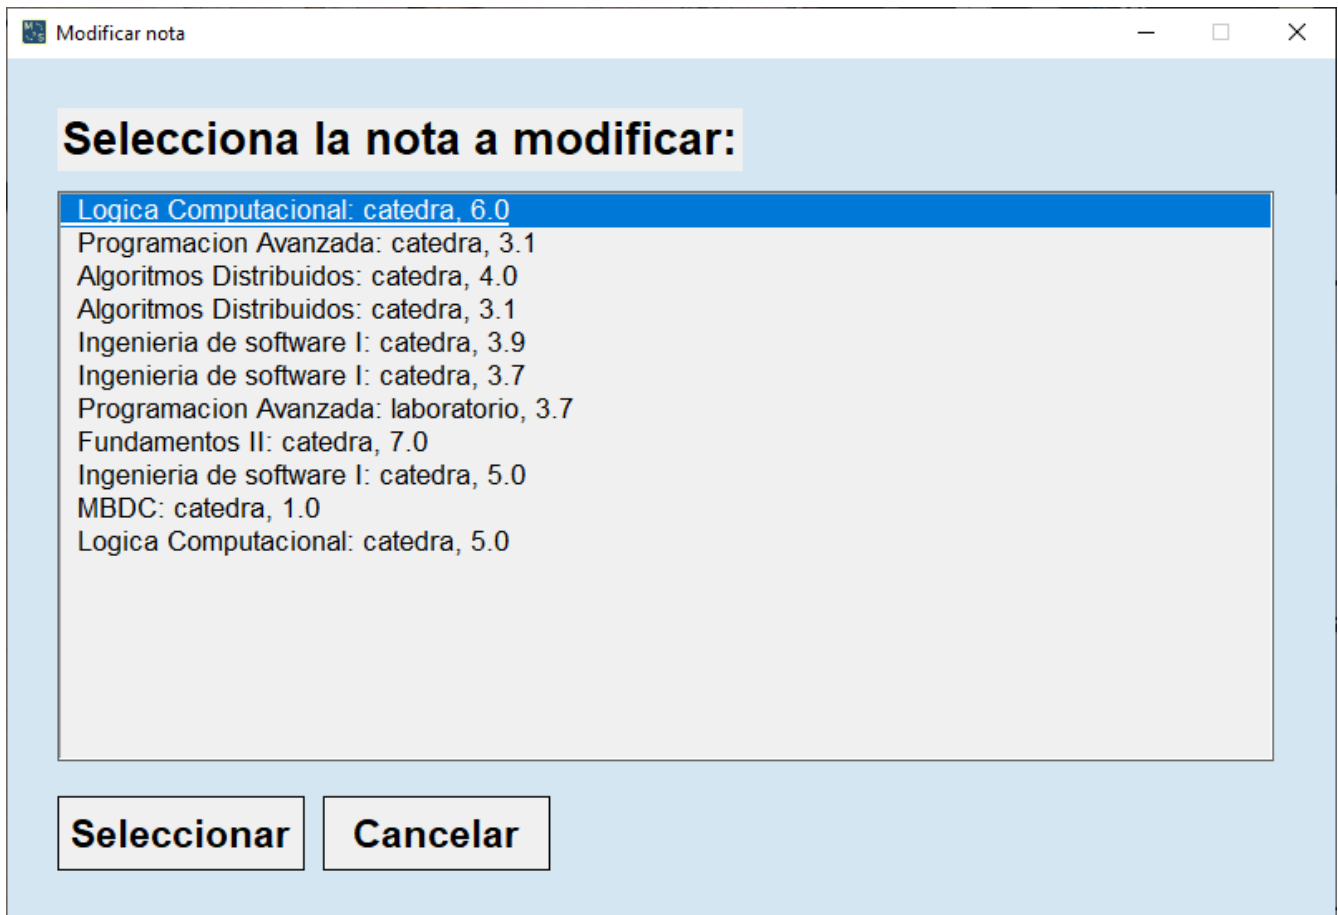 Modificar nota
Selecciona la nota a modificar:
Logica Computacional: catedra, 6.0
Programacion Avanzada: catedra, 3.1
Algoritmos Distribuidos: catedra, 4.0
Algoritmos Distribuidos: catedra, 3.1
Ingenieria de software I: catedra, 3.9
Ingenieria de software I: catedra, 3.7
Programacion Avanzada: laboratorio, 3.7
Fundamentos II: catedra, 7.0
Ingenieria de software I: catedra, 5.0
MBDC: catedra, 1.0
Logica Computacional: catedra, 5.0
Seleccionar Cancelar